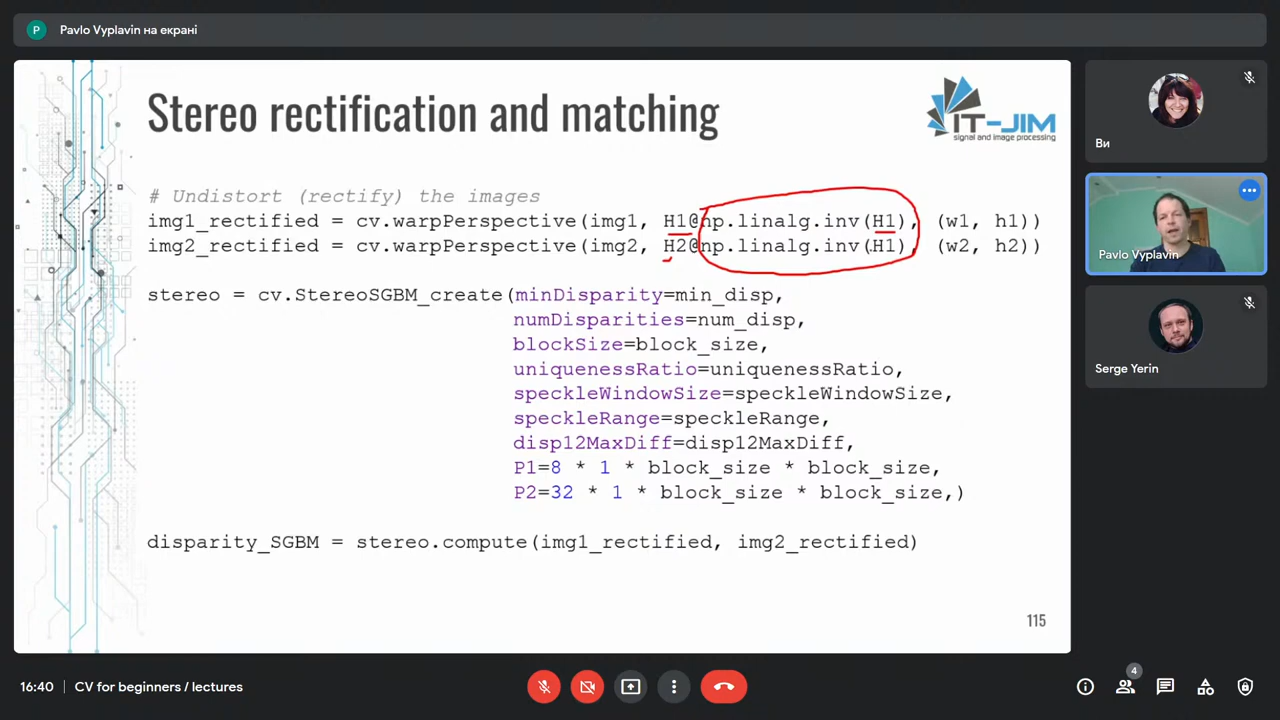 P Pavlo Vyplavin на екрані
Stereo rectification and matching
IT-JIM
signal and image processing
# Undistort (rectify) the images
img1_rectified = cv.warpPerspective(img1, H1@np.linalg.inv(H1), (w1, h1))
img2_rectified = cv.warpPerspective(img2, H2@np.linalg.inv(H1), (w2, h2))
stereo = cv.StereoSGBM_create(minDisparity=min_disp,
numDisparities=num_disp,
blockSize=block_size,
uniquenessRatio=uniquenessRatio,
speckleWindowSize=speckleWindowSize,
speckleRange=speckleRange,
disp12MaxDiff=disp12MaxDiff,
P1=8 * 1 * block_size * block_size,
P2=32 * 1 * block_size * block_size,)
disparity_SGBM = stereo.compute(img1_rectified, img2_rectified)
115
Ви
Pavlo Vyplavin
Serge Yerin
16:40 | CV for beginners / lectures
4